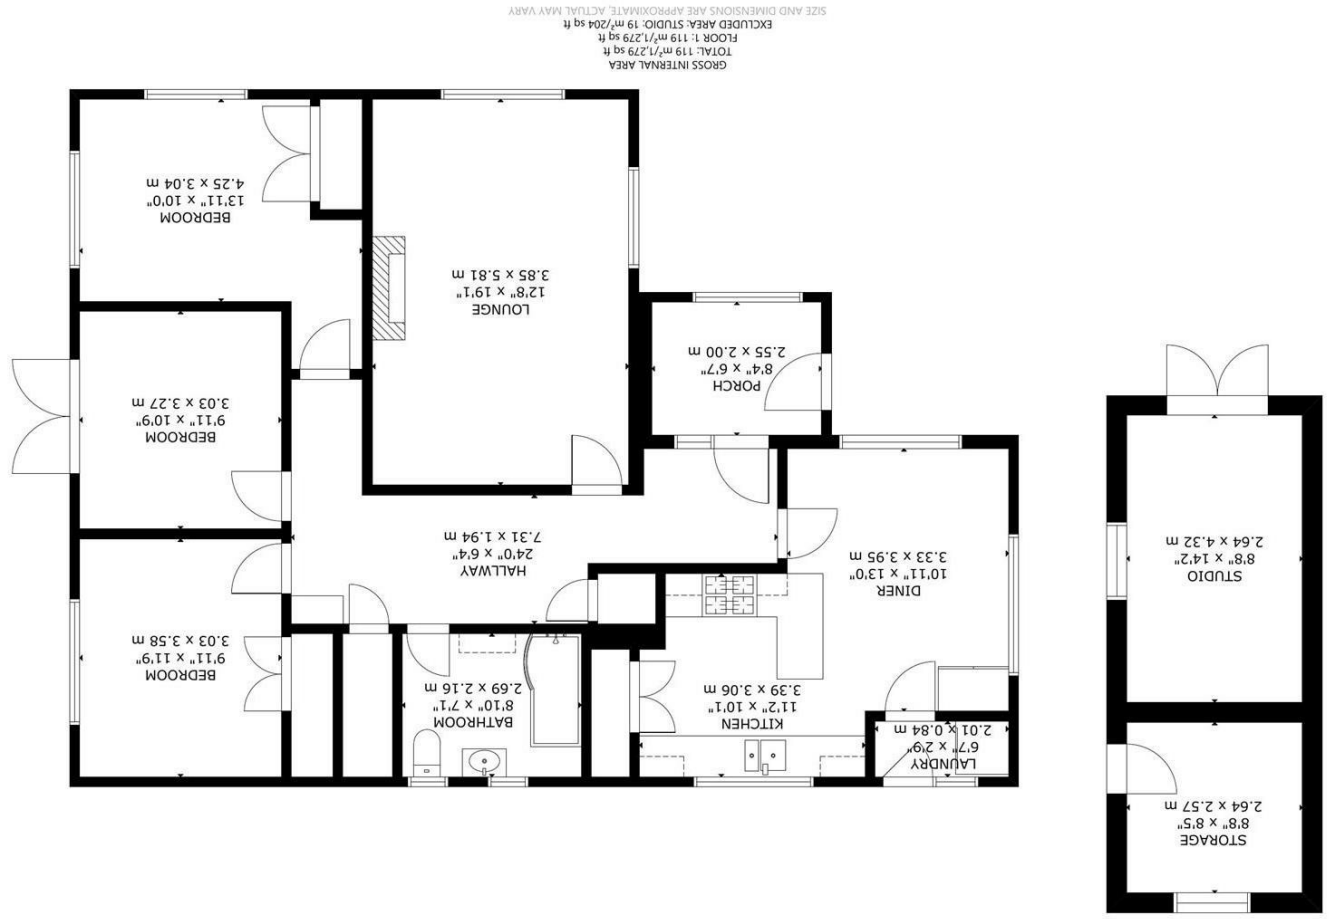 STORAGE
8'8" x 8'5"
2.64 x 2.57 m
LAUNDRY
6'7" x 2'9"
2.01 x 0.84 m
KITCHEN
11'2" x 10'1"
3.39 x 3.06 m
BATHROOM
8'10" x 7'1"
2.69 x 2.16 m
BEDROOM
9'11" x 11'9"
3.03 x 3.58 m
STUDIO
8'8" x 14'2"
2.64 x 4.32 m
DINER
10'11" x 13'0"
3.33 x 3.95 m
HALLWAY
24'0" x 6'4"
7.31 x 1.94 m
BEDROOM
9'11" x 10'9"
3.03 x 3.27 m
PORCH
8'4" x 6'7"
2.55 x 2.00 m
LOUNGE
12'8" x 19'1"
3.85 x 5.81 m
BEDROOM
13'11" x 10'0"
4.25 x 3.04 m
GROSS INTERNAL AREA
TOTAL: 119 m²/1,279 sq ft
FLOOR 1: 119 m²/1,279 sq ft
EXCLUDED AREA: STUDIO: 19 m²/204 sq ft
SIZE AND DIMENSIONS ARE APPROXIMATE, ACTUAL MAY VARY